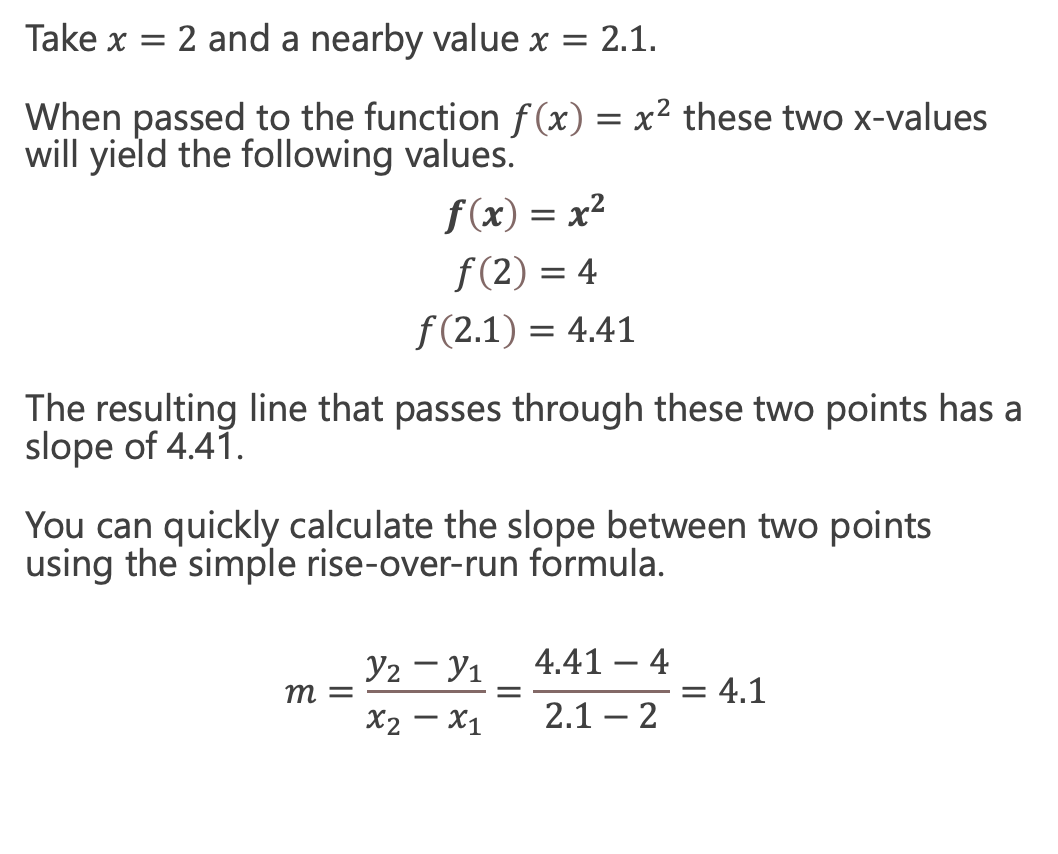 Take x = 2 and a nearby value x = 2.1.
When passed to the function f(x) = x² these two x-values
will yield the following values.
f(x) = x²
f(2) = 4
f(2.1) = 4.41
The resulting line that passes through these two points has a
slope of 4.41.
You can quickly calculate the slope between two points
using the simple rise-over-run formula.
m = (y₂ − y₁)/(x₂ − x₁) = (4.41 − 4)/(2.1 − 2) = 4.1